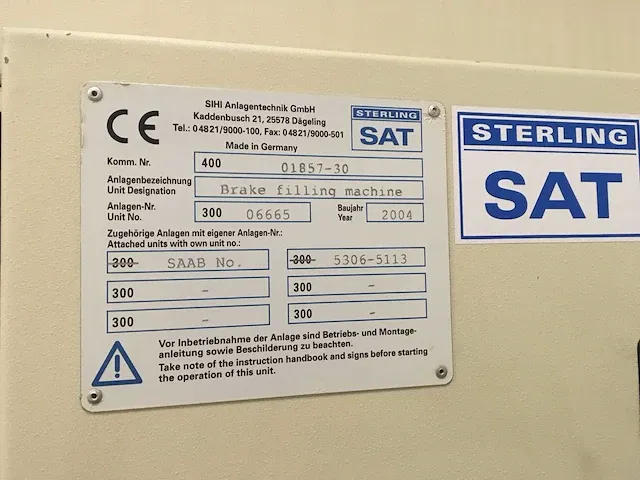 SIHI Anlagentechnik GmbH
Kaddenbusch 21, 25578 Dägeling
Tel.: 04821/9000-100, Fax: 04821/9000-501
Made in Germany
CE
STERLING
SAT
Komm. Nr. 400 01857-30
Anlagenbezeichnung
Unit Designation Brake filling machine
Anlagen-Nr.
Unit No. 300 06665
Baujahr
Year 2004
Zugehörige Anlagen mit eigener Anlagen-Nr.:
Attached units with own unit no.:
300 SAAB No. 300 5306-5113
300 - 300 -
300 - 300 -
Vor Inbetriebnahme der Anlage sind Betriebs- und Montage-
anleitung sowie Beschilderung zu beachten.
Take note of the instruction handbook and signs before starting
the operation of this unit.
STERLING
SAT